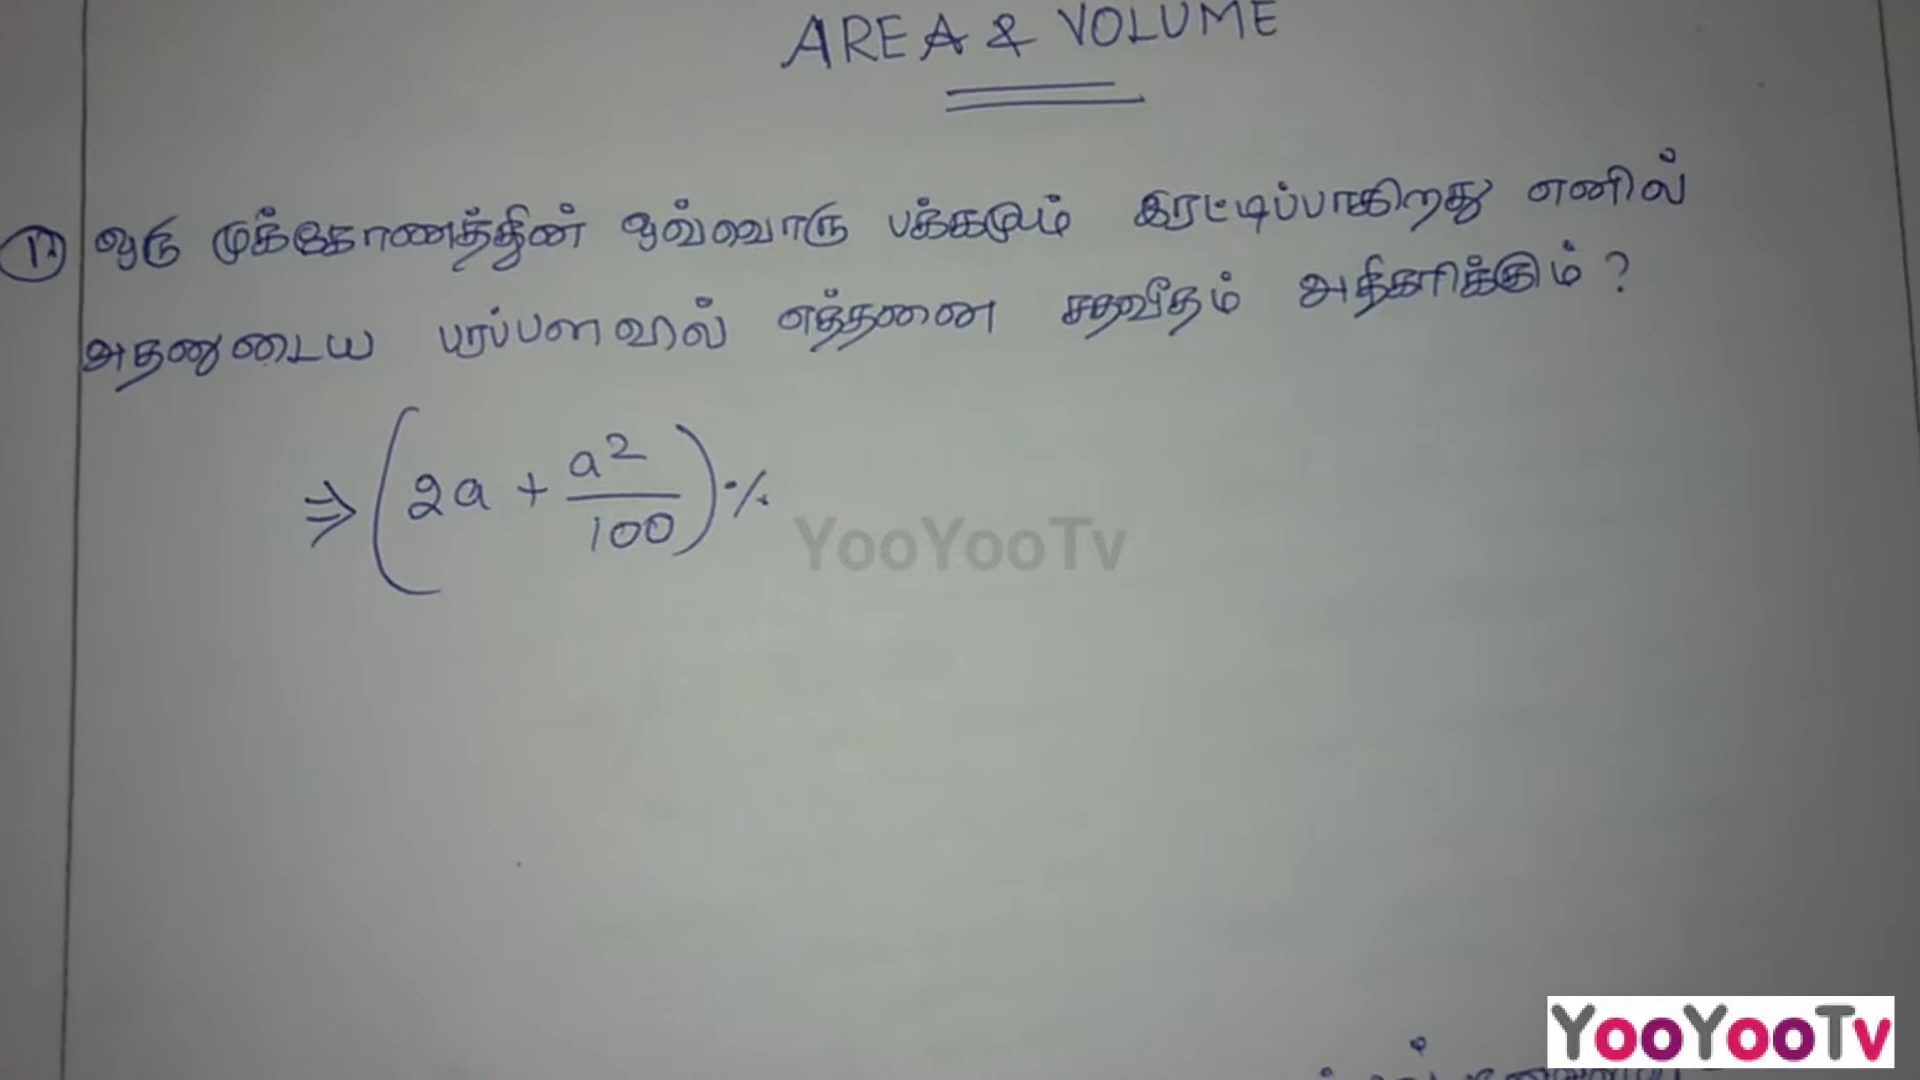 AREA & VOLUME
1. ஒரு முக்கோணத்தின் ஒவ்வொரு பக்கமும் இரட்டிப்பாகிறது எனில்
அதனுடைய பரப்பளவில் எத்தனை சதவீதம் அதிகரிக்கும்?
⇒ (2a + a²/100) %
YooYooTv
YooYooTv